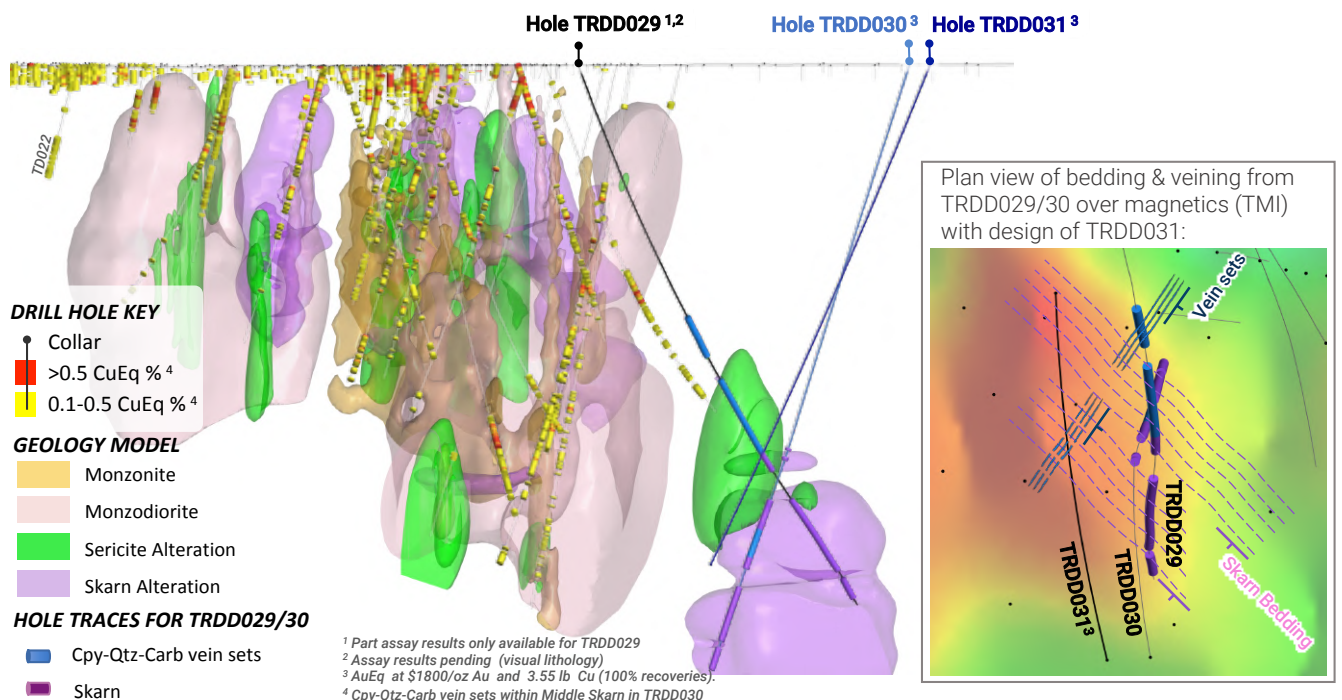 Hole TRDD029 1,2
Hole TRDD030 3
Hole TRDD031 3
TD022
DRILL HOLE KEY
Collar
>0.5 CuEq % 4
0.1-0.5 CuEq % 4
GEOLOGY MODEL
Monzonite
Monzodiorite
Sericite Alteration
Skarn Alteration
HOLE TRACES FOR TRDD029/30
Cpy-Qtz-Carb vein sets
Skarn
1 Part assay results only available for TRDD029
2 Assay results pending (visual lithology)
3 AuEq at $1800/oz Au and 3.55 lb Cu (100% recoveries).
4 Cpy-Qtz-Carb vein sets within Middle Skarn in TRDD030
Plan view of bedding & veining from
TRDD029/30 over magnetics (TMI)
with design of TRDD031:
Vein sets
TRDD029
TRDD030
TRDD031 3
Skarn Bedding